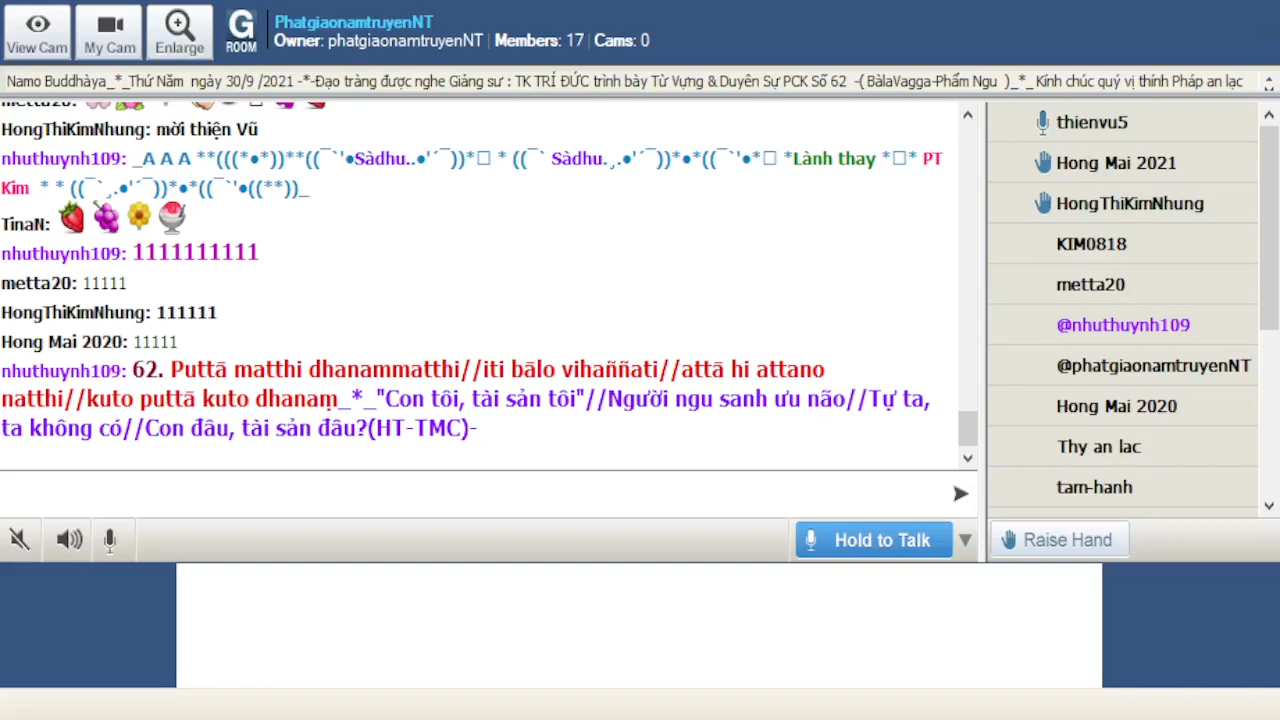 View Cam
My Cam
Enlarge
G
ROOM
PhatgiaonamtruyenNT
Owner: phatgiaonamtruyenNT | Members: 17 | Cams: 0
Namo Buddhàya_*_Thứ Năm ngày 30/9 /2021 -*-Đạo tràng được nghe Giảng sư : TK TRÍ ĐỨC trình bày Từ Vựng & Duyên Sự PCK Số 62 -( BàlaVagga-Phẩm Ngu )_*_Kính chúc quý vị thính Pháp an lạc
metta20:
HongThiKimNhung: mời thiện Vũ
nhuthuynh109: _A A A **(((*•*))**((¯`'•Sàdhu..•'´¯))*□ * ((¯` Sàdhu.¸.•'´¯))*•*((¯`'•*□ *Lành thay *□* PT
Kim * * ((¯`¸.•'´¯))*•*((¯`'•((**))_
TinaN:
nhuthuynh109: 1111111111
metta20: 11111
HongThiKimNhung: 111111
Hong Mai 2020: 11111
nhuthuynh109: 62. Puttā matthi dhanammatthi//iti bālo vihaññati//attā hi attano
natthi//kuto puttā kuto dhanaṃ_*_"Con tôi, tài sản tôi"//Người ngu sanh ưu não//Tự ta,
ta không có//Con đâu, tài sản đâu?(HT-TMC)-
thienvu5
Hong Mai 2021
HongThiKimNhung
KIM0818
metta20
@nhuthuynh109
@phatgiaonamtruyenNT
Hong Mai 2020
Thy an lac
tam-hanh
Hold to Talk
Raise Hand